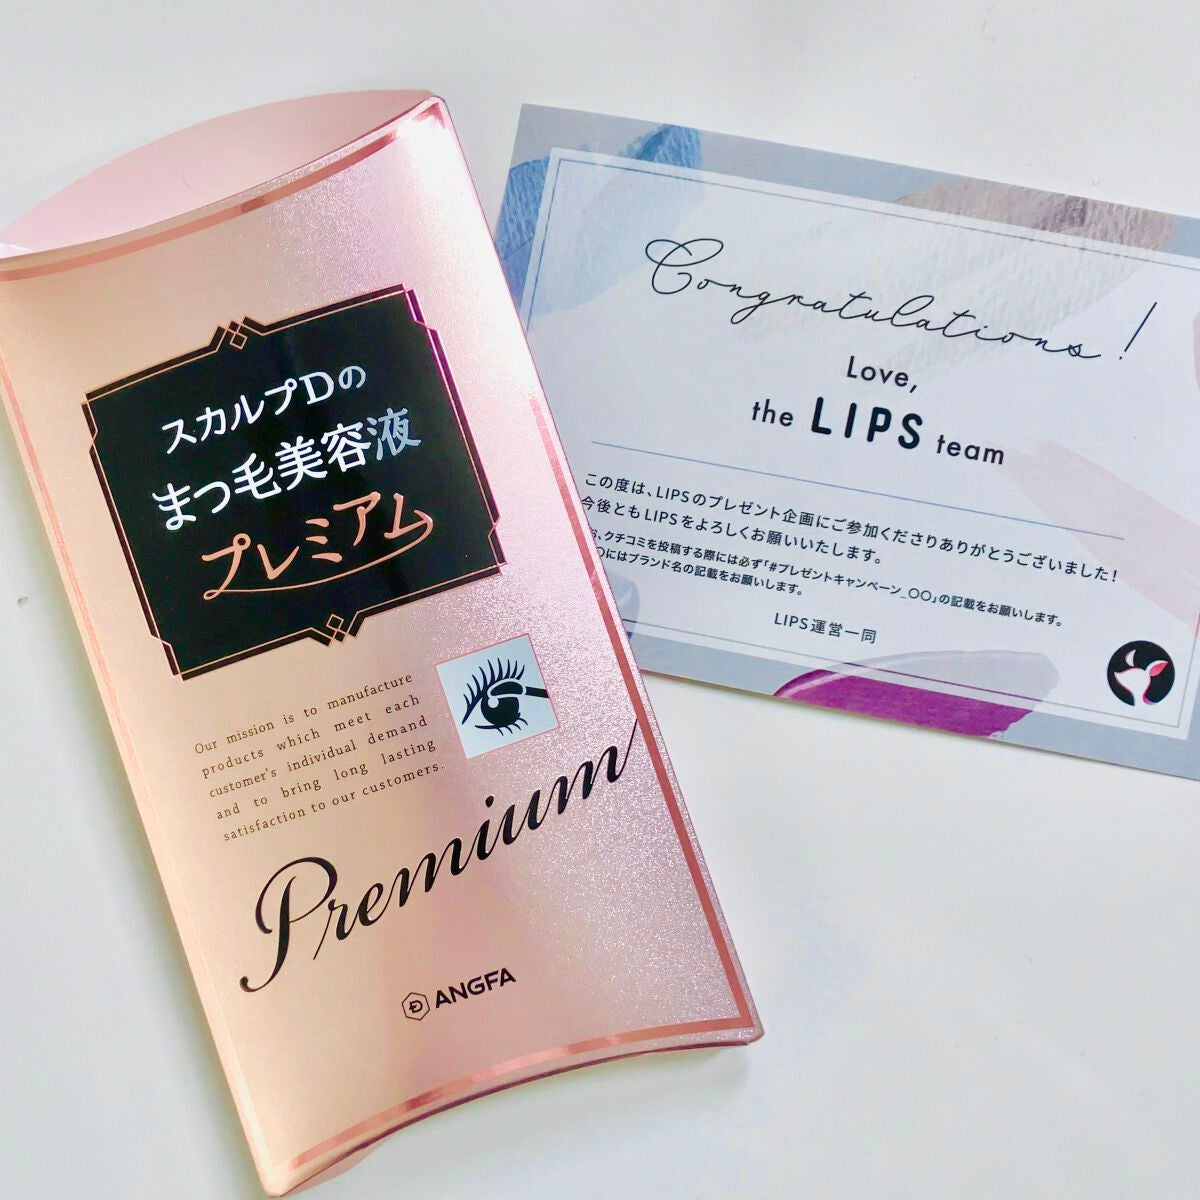 スカルプDの
まつ毛美容液
プレミアム
Our mission is to manufacture
products which meet each
customer's individual demand
and to bring long lasting
satisfaction to our customers.
Premium
ANGFA
Congratulations!
Love,
the LIPS team
この度は、LIPSのプレゼント企画にご参加くださりありがとうございました!
今後ともLIPSをよろしくお願いいたします。
お、クチコミを投稿する際には必ず「#プレゼントキャンペーン_〇〇」の記載をお願いします。
〇にはブランド名の記載をお願いします。
LIPS運営一同